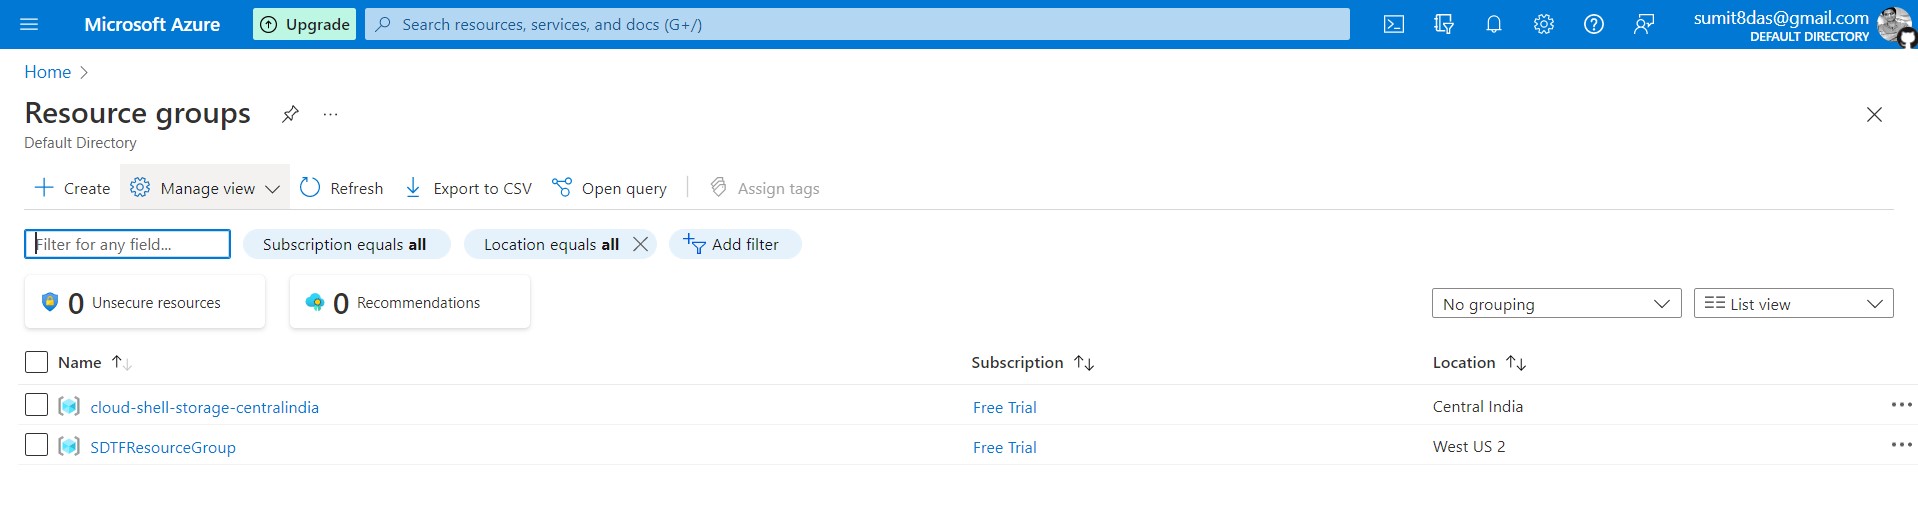 Microsoft Azure Upgrade Search resources, services, and docs (G+/) sumit8das@gmail.com
DEFAULT DIRECTORY
Home
Resource groups ...
Default Directory
Create Manage view Refresh Export to CSV Open query Assign tags
Filter for any field... Subscription equals all Location equals all Add filter
0 Unsecure resources 0 Recommendations No grouping List view
Name Subscription Location
cloud-shell-storage-centralindia Free Trial Central India ...
SDTFResourceGroup Free Trial West US 2 ...